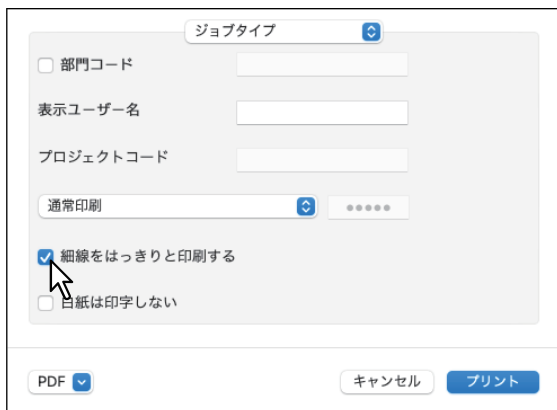 ジョブタイプ
部門コード
表示ユーザー名
プロジェクトコード
通常印刷 •••••
細線をはっきりと印刷する
白紙は印字しない
PDF キャンセル プリント